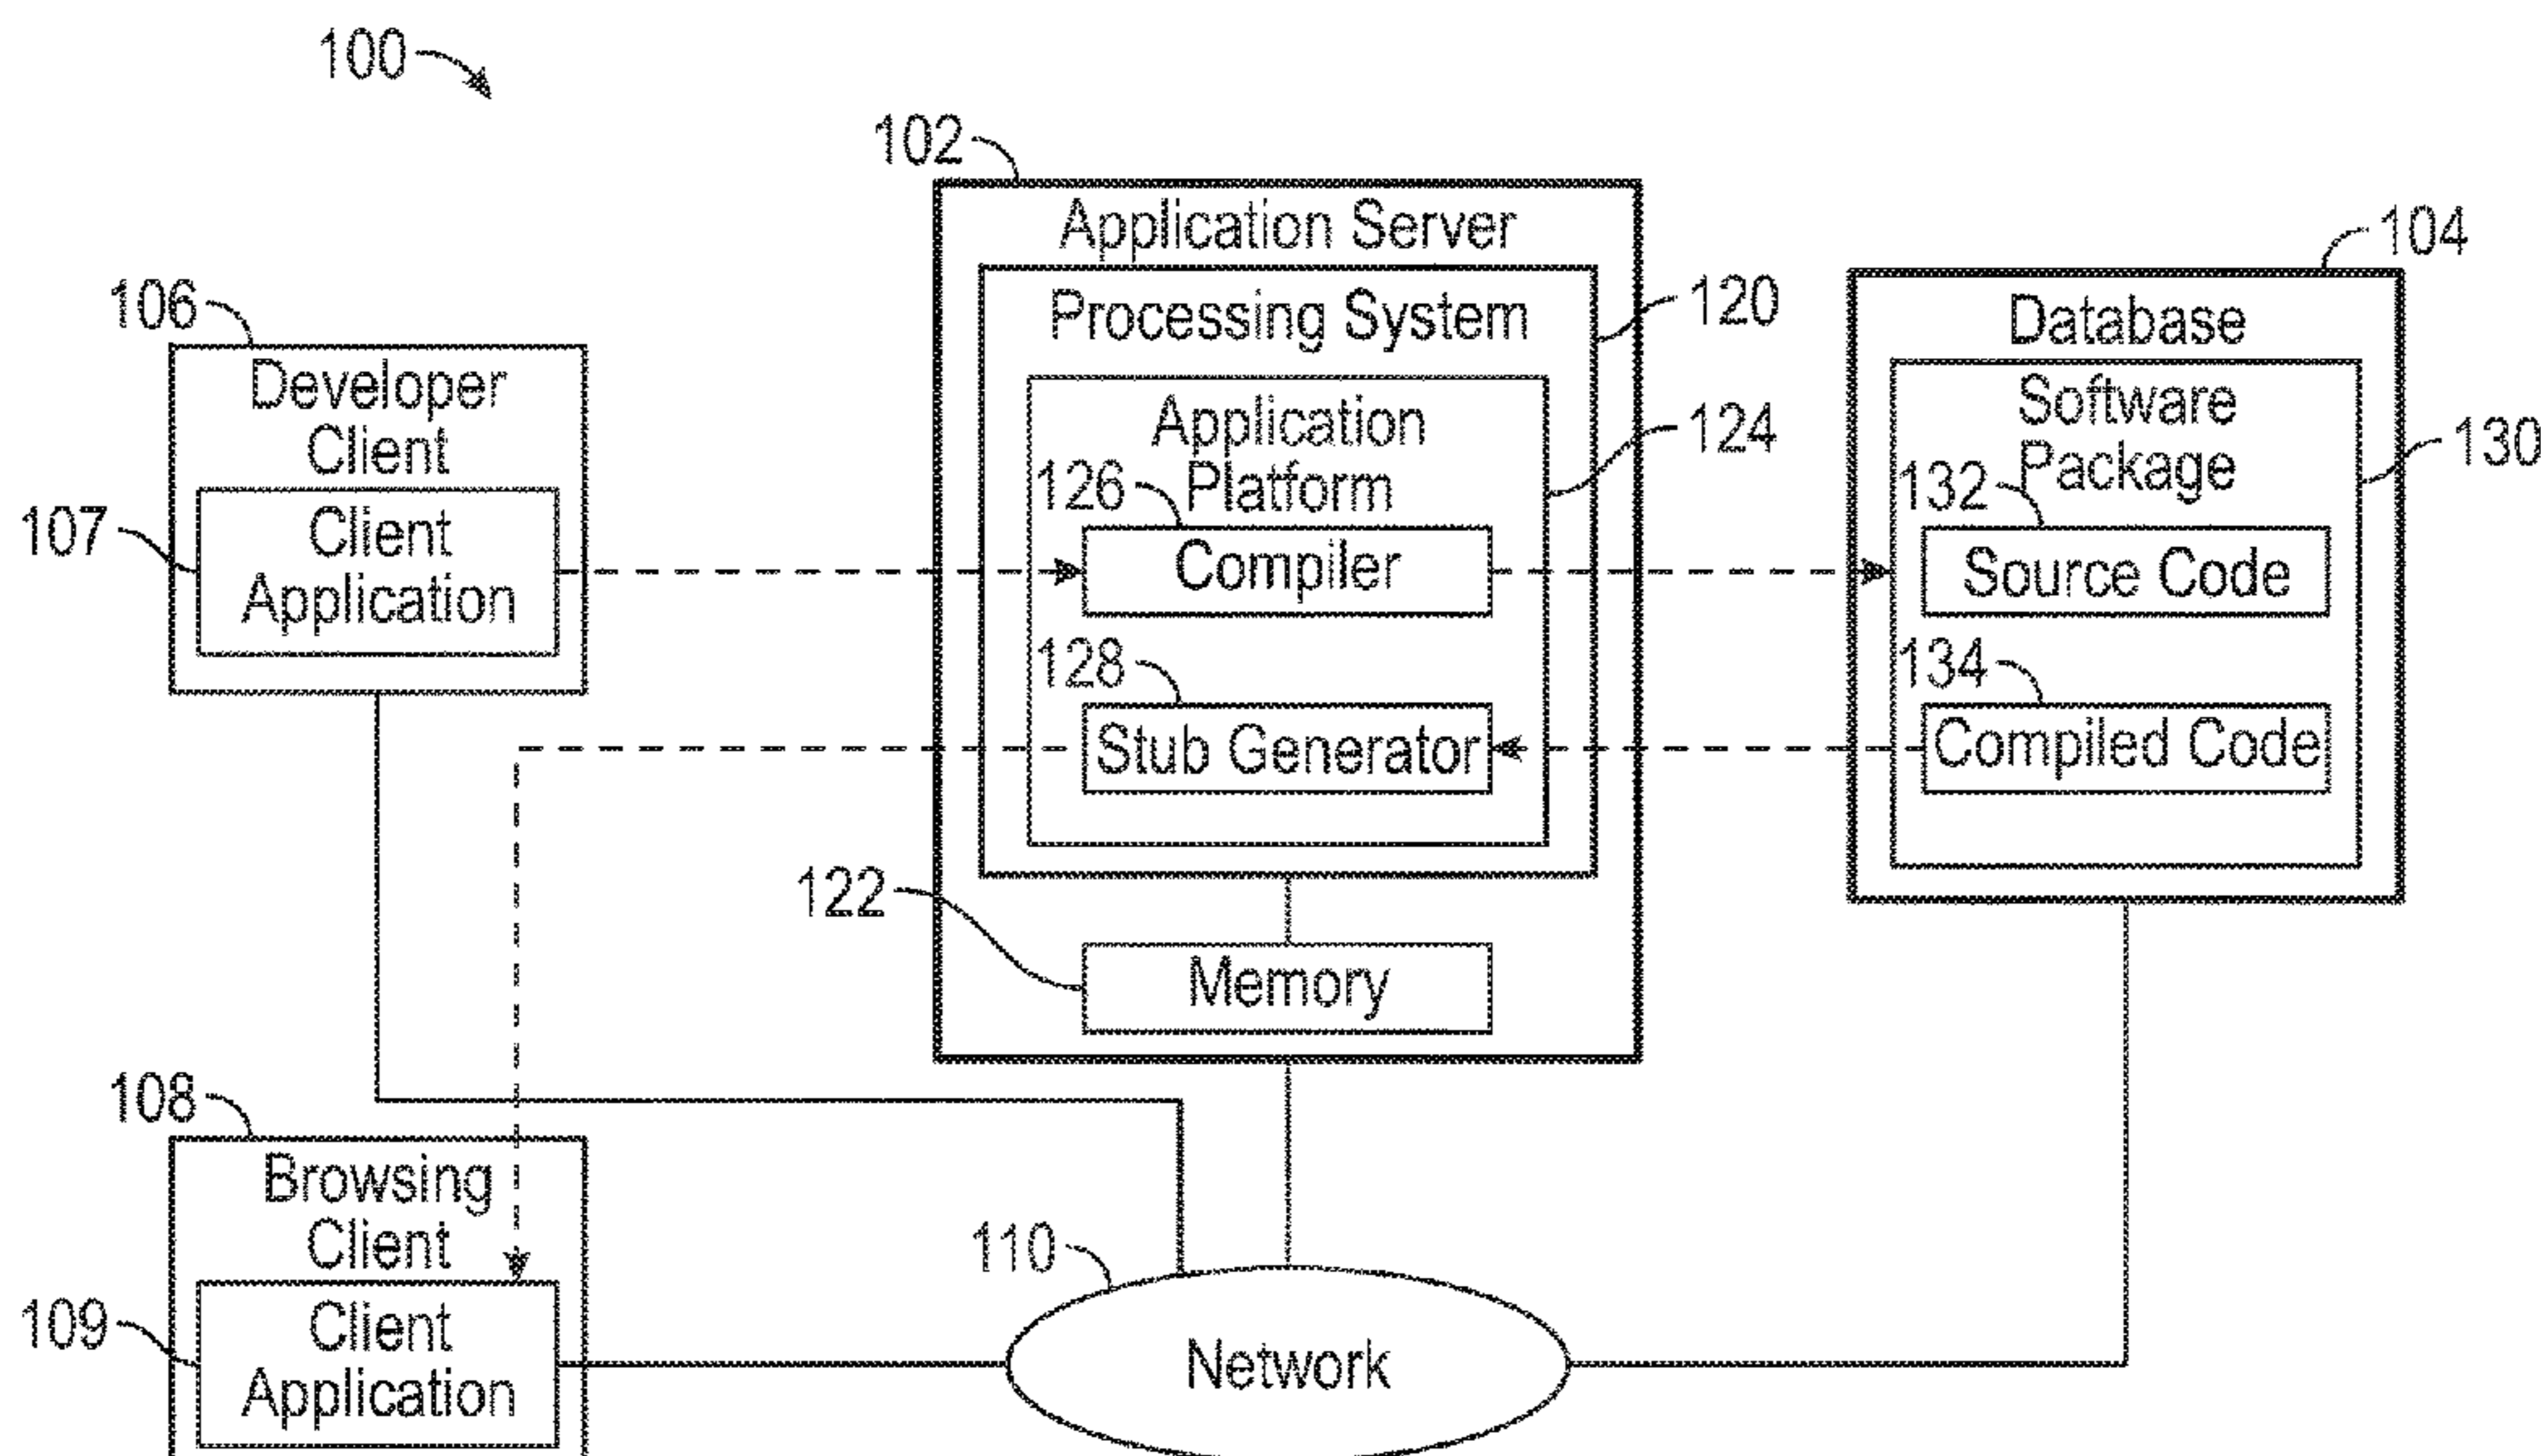 100
102
Application Server
104
Processing System
120
Database
106
Developer
Client
Application
Platform
124
Software
Package
130
126
132
107
Client
Application
Compiler
Source Code
128
134
Stub Generator
Compiled Code
122
Memory
108
Browsing
Client
110
109
Client
Application
Network